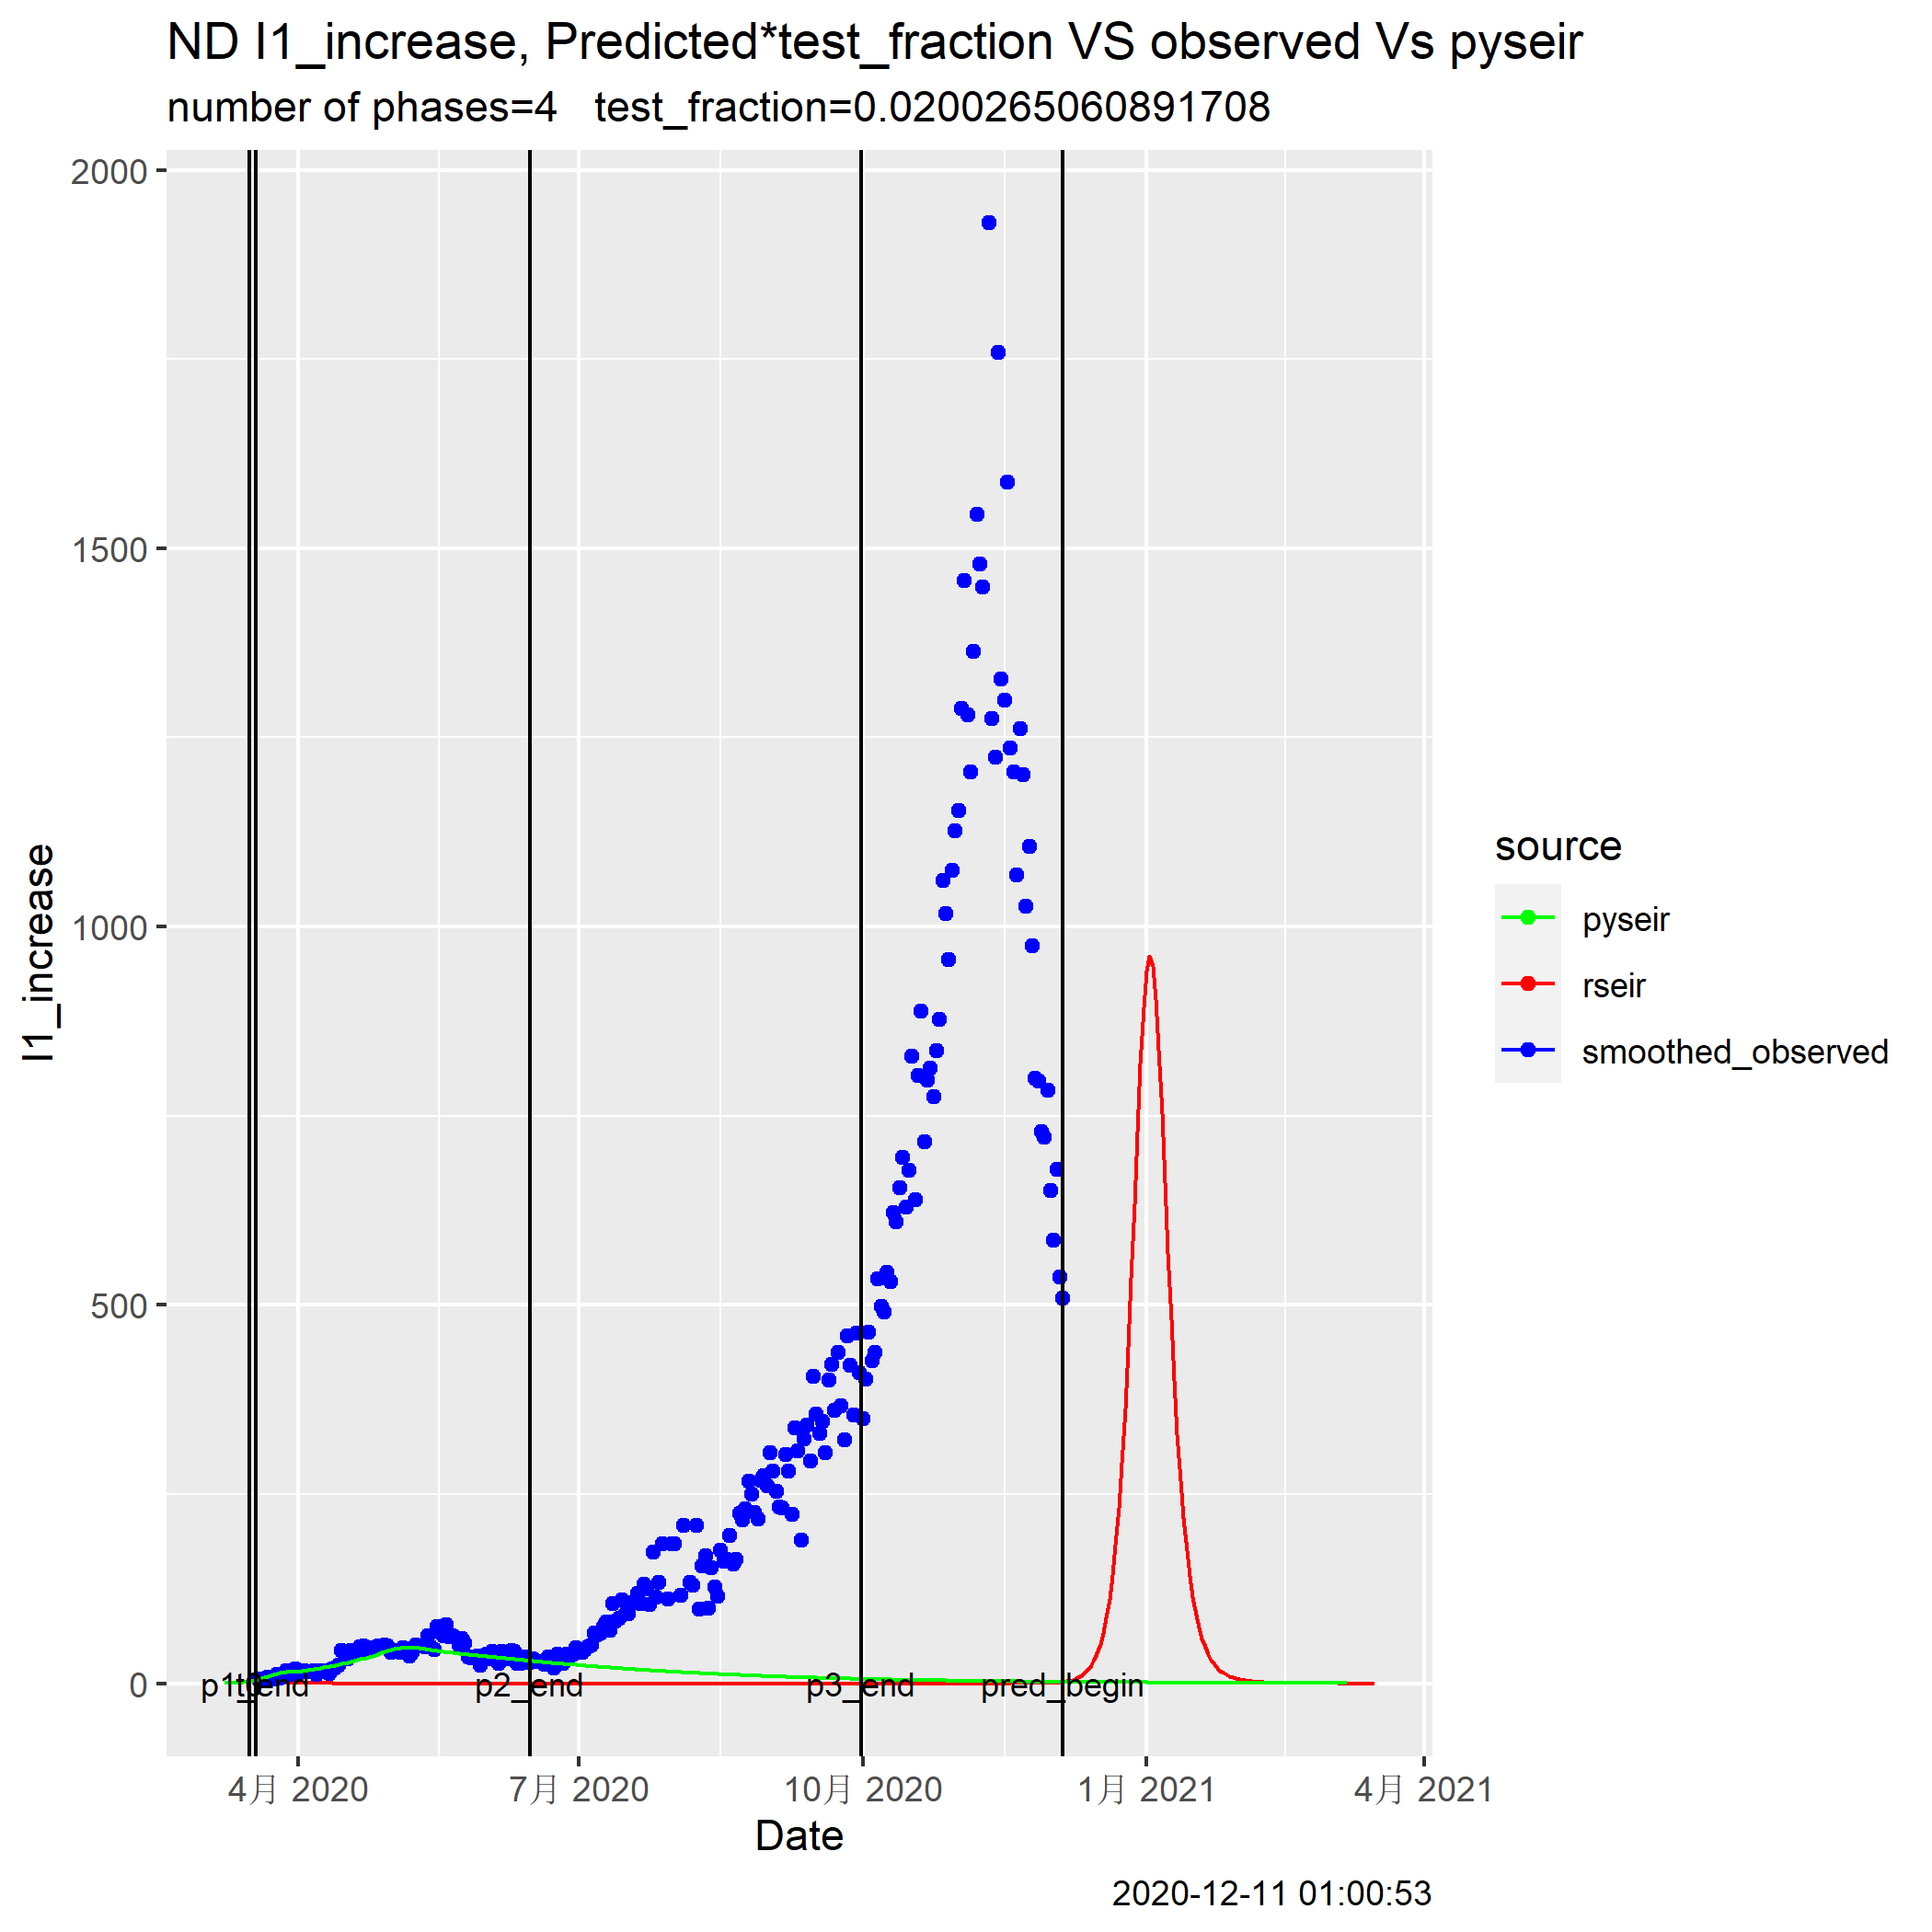 ND I1_increase, Predicted*test_fraction VS observed Vs pyseir
number of phases=4 test_fraction=0.0200265060891708
2000
1500
1000
500
0
I1_increase
p2_end
p3_end
pred_begin
4月 2020
7月 2020
10月 2020
1月 2021
4月 2021
Date
source
pyseir
rseir
smoothed_observed
2020-12-11 01:00:53